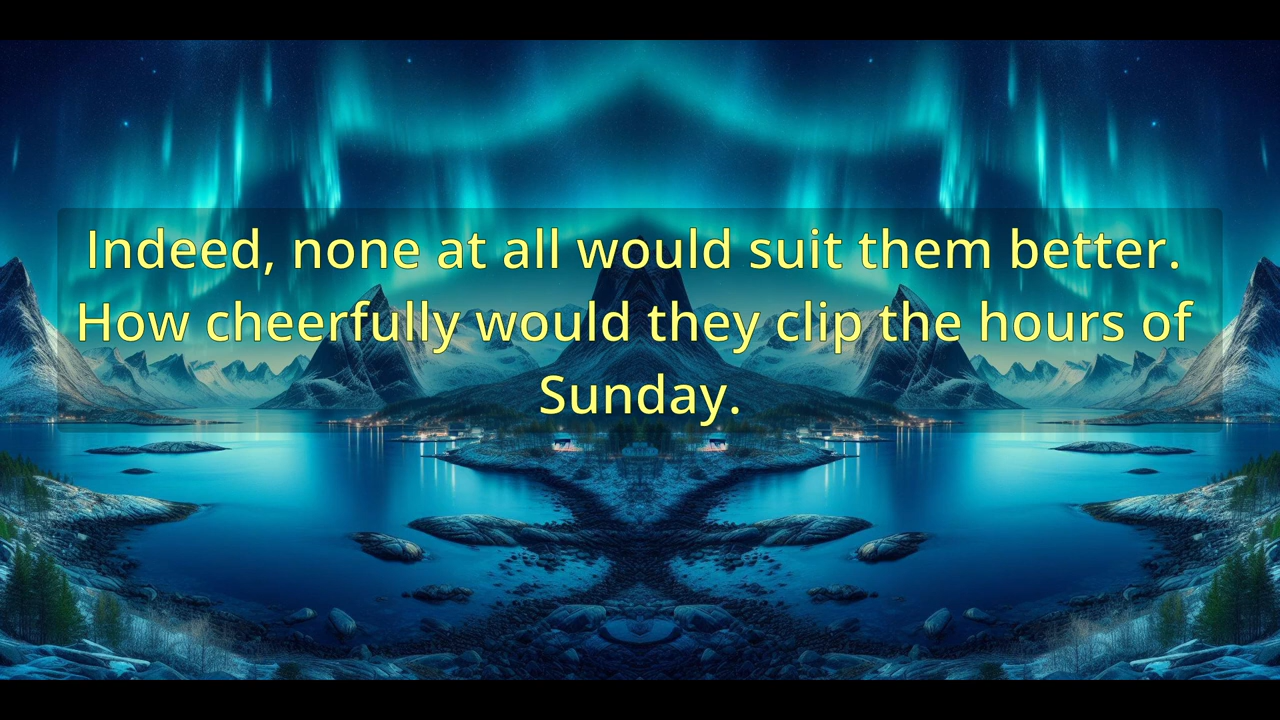 Indeed, none at all would suit them better.
How cheerfully would they clip the hours of
Sunday.